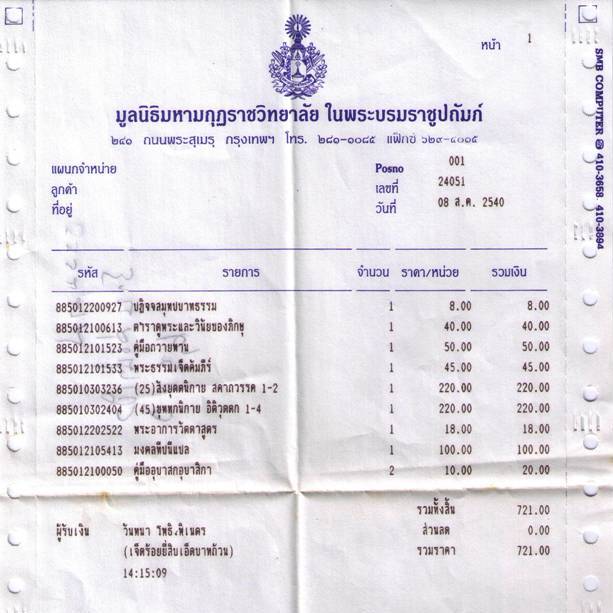 หน้า 1
มูลนิธิมหามกุฏราชวิทยาลัย ในพระบรมราชูปถัมภ์
๒๔๑ ถนนพระสุเมรุ กรุงเทพฯ โทร. ๒๘๑-๑๐๘๕ แฟ็กซ์ ๖๒๙-๔๐๑๕
แผนกจำหน่าย Posno 001
ลูกค้า เลขที่ 24051
ที่อยู่ วันที่ 08 ส.ค. 2540
รหัส รายการ จำนวน ราคา/หน่วย รวมเงิน
885012200927 ปฏิจจสมุทปบาทธรรม 1 8.00 8.00
885012100613 ตาราดูพระและวินัยของภิกษุ 1 40.00 40.00
885012101523 คู่มือถวายทาน 1 50.00 50.00
885012101533 พระธรรมเจ็ดคัมภีร์ 1 45.00 45.00
885010303236 (25)สังยุตตนิกาย สคาถวรรค 1-2 1 220.00 220.00
885010302404 (45)ขุททกนิกาย อิติวุตตก 1-4 1 220.00 220.00
885012202522 พระอาการวัตตาสูตร 1 18.00 18.00
885012105413 มงคลทีปนีแปล 1 100.00 100.00
885012100050 คู่มืออุบาสกอุบาสิกา 2 10.00 20.00
รวมทั้งสิ้น 721.00
ผู้รับเงิน วันทนา โพธิ์ ส่วนลด 0.00
(เจ็ดร้อยยี่สิบเอ็ดบาทถ้วน) รวมราคา 721.00
14:15:09
SMB COMPUTER @ 410-3658, 410-3894